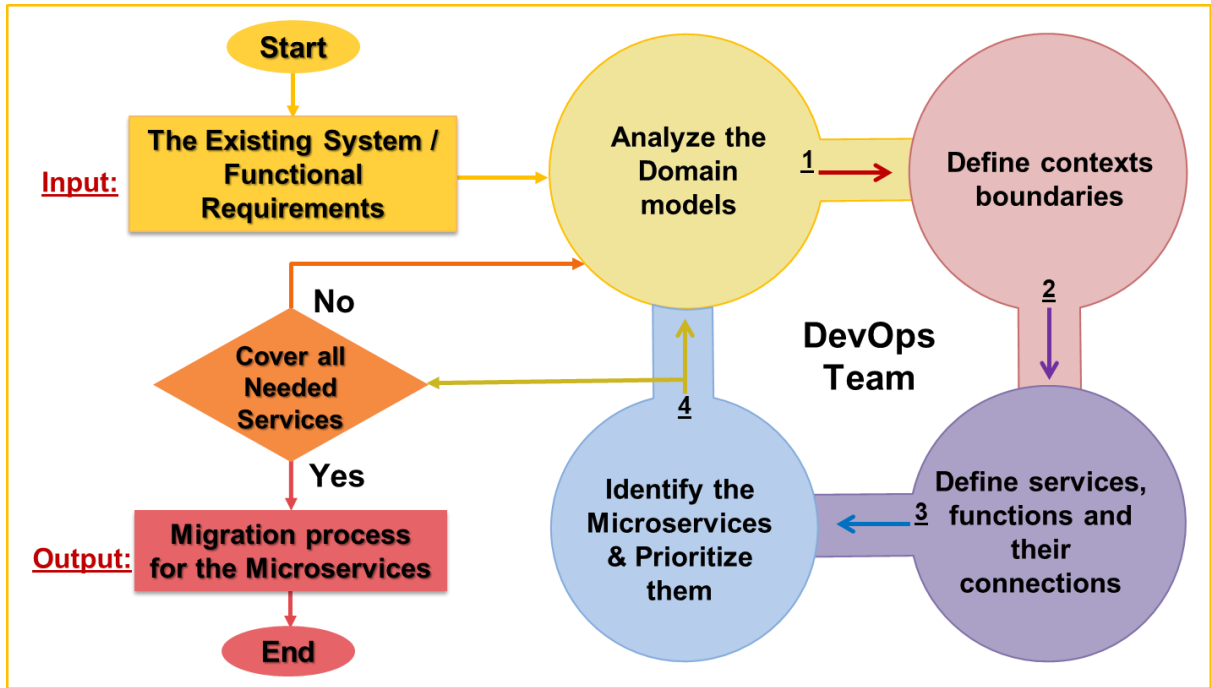 Start
The Existing System /
Functional
Requirements
Input:
Analyze the
Domain
models
1
Define contexts
boundaries
2
No
Cover all
Needed
Services
DevOps
Team
4
Yes
Identify the
Microservices
& Prioritize
them
3
Define services,
functions and
their
connections
Output:
Migration process
for the Microservices
End